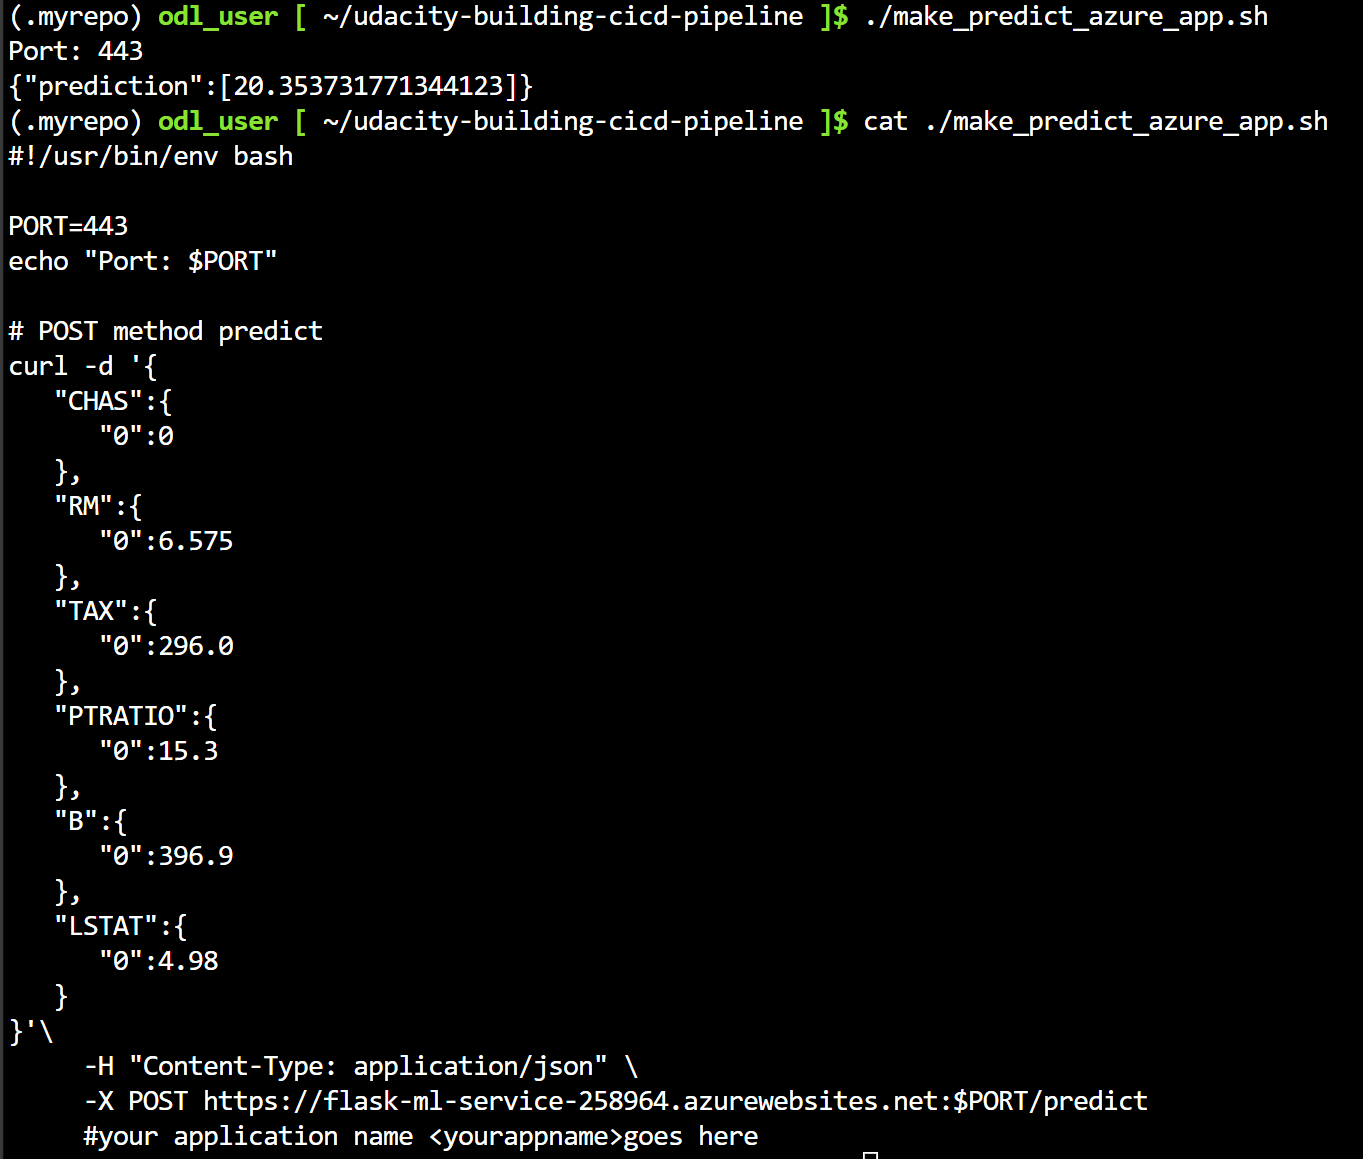 (.myrepo) odl_user [ ~/udacity-building-cicd-pipeline ]$ ./make_predict_azure_app.sh
Port: 443
{"prediction":[20.353731771344123]}
(.myrepo) odl_user [ ~/udacity-building-cicd-pipeline ]$ cat ./make_predict_azure_app.sh
#!/usr/bin/env bash

PORT=443
echo "Port: $PORT"

# POST method predict
curl -d '{
   "CHAS":{
      "0":0
   },
   "RM":{
      "0":6.575
   },
   "TAX":{
      "0":296.0
   },
   "PTRATIO":{
      "0":15.3
   },
   "B":{
      "0":396.9
   },
   "LSTAT":{
      "0":4.98
   }
}'\
     -H "Content-Type: application/json" \
     -X POST https://flask-ml-service-258964.azurewebsites.net:$PORT/predict
     #your application name <yourappname>goes here